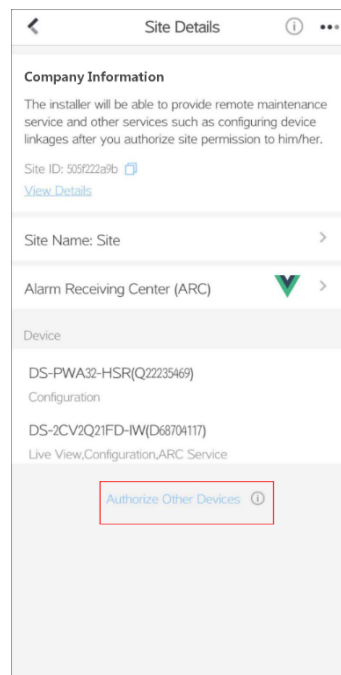 Site Details
Company Information
The installer will be able to provide remote maintenance
service and other services such as configuring device
linkages after you authorize site permission to him/her.
Site ID: 505f222a9b
View Details
Site Name: Site
Alarm Receiving Center (ARC)
Device
DS-PWA32-HSR(Q22235469)
Configuration
DS-2CV2Q21FD-IW(D68704117)
Live View,Configuration,ARC Service
Authorize Other Devices